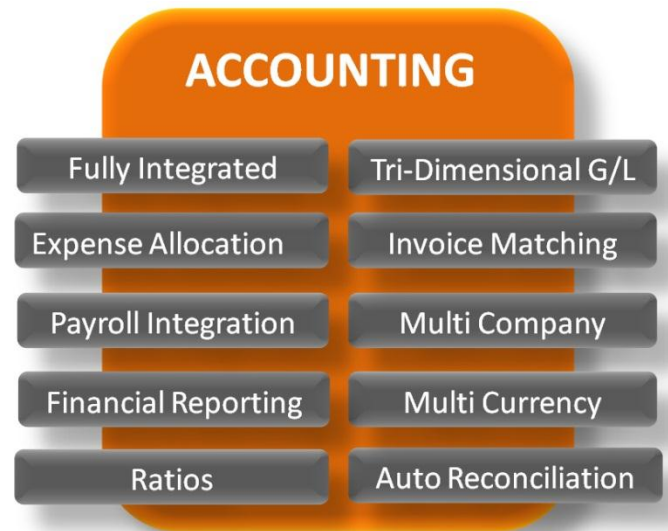 ACCOUNTING
Fully Integrated
Tri-Dimensional G/L
Expense Allocation
Invoice Matching
Payroll Integration
Multi Company
Financial Reporting
Multi Currency
Ratios
Auto Reconciliation